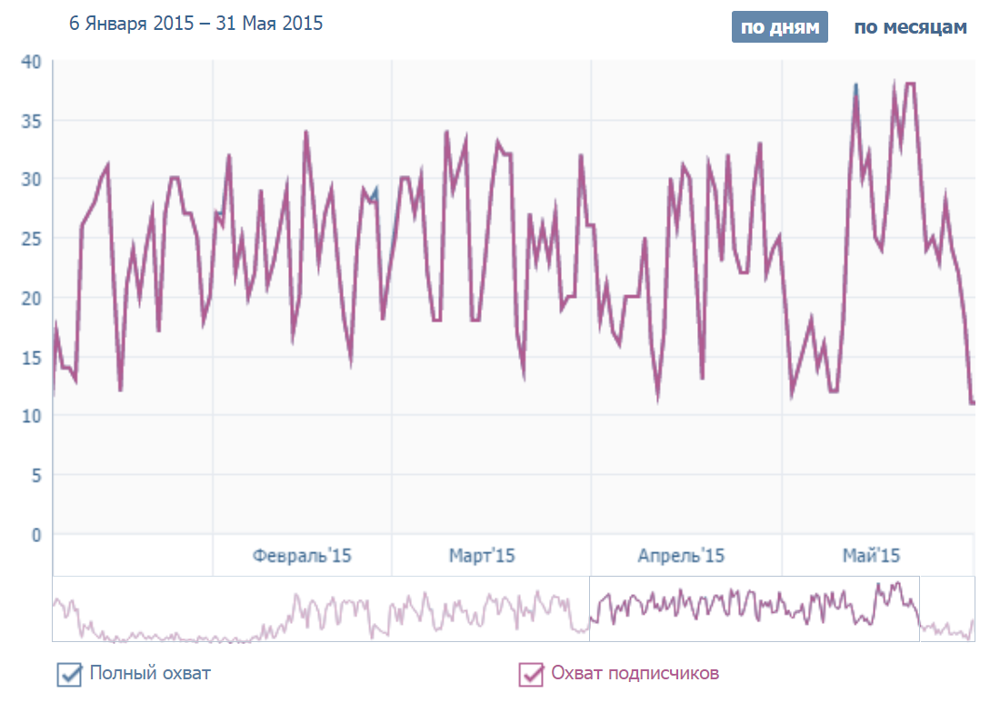 6 Января 2015 – 31 Мая 2015
по дням
по месяцам
40
35
30
25
20
15
10
5
0
Февраль'15
Март'15
Апрель'15
Май'15
Полный охват
Охват подписчиков